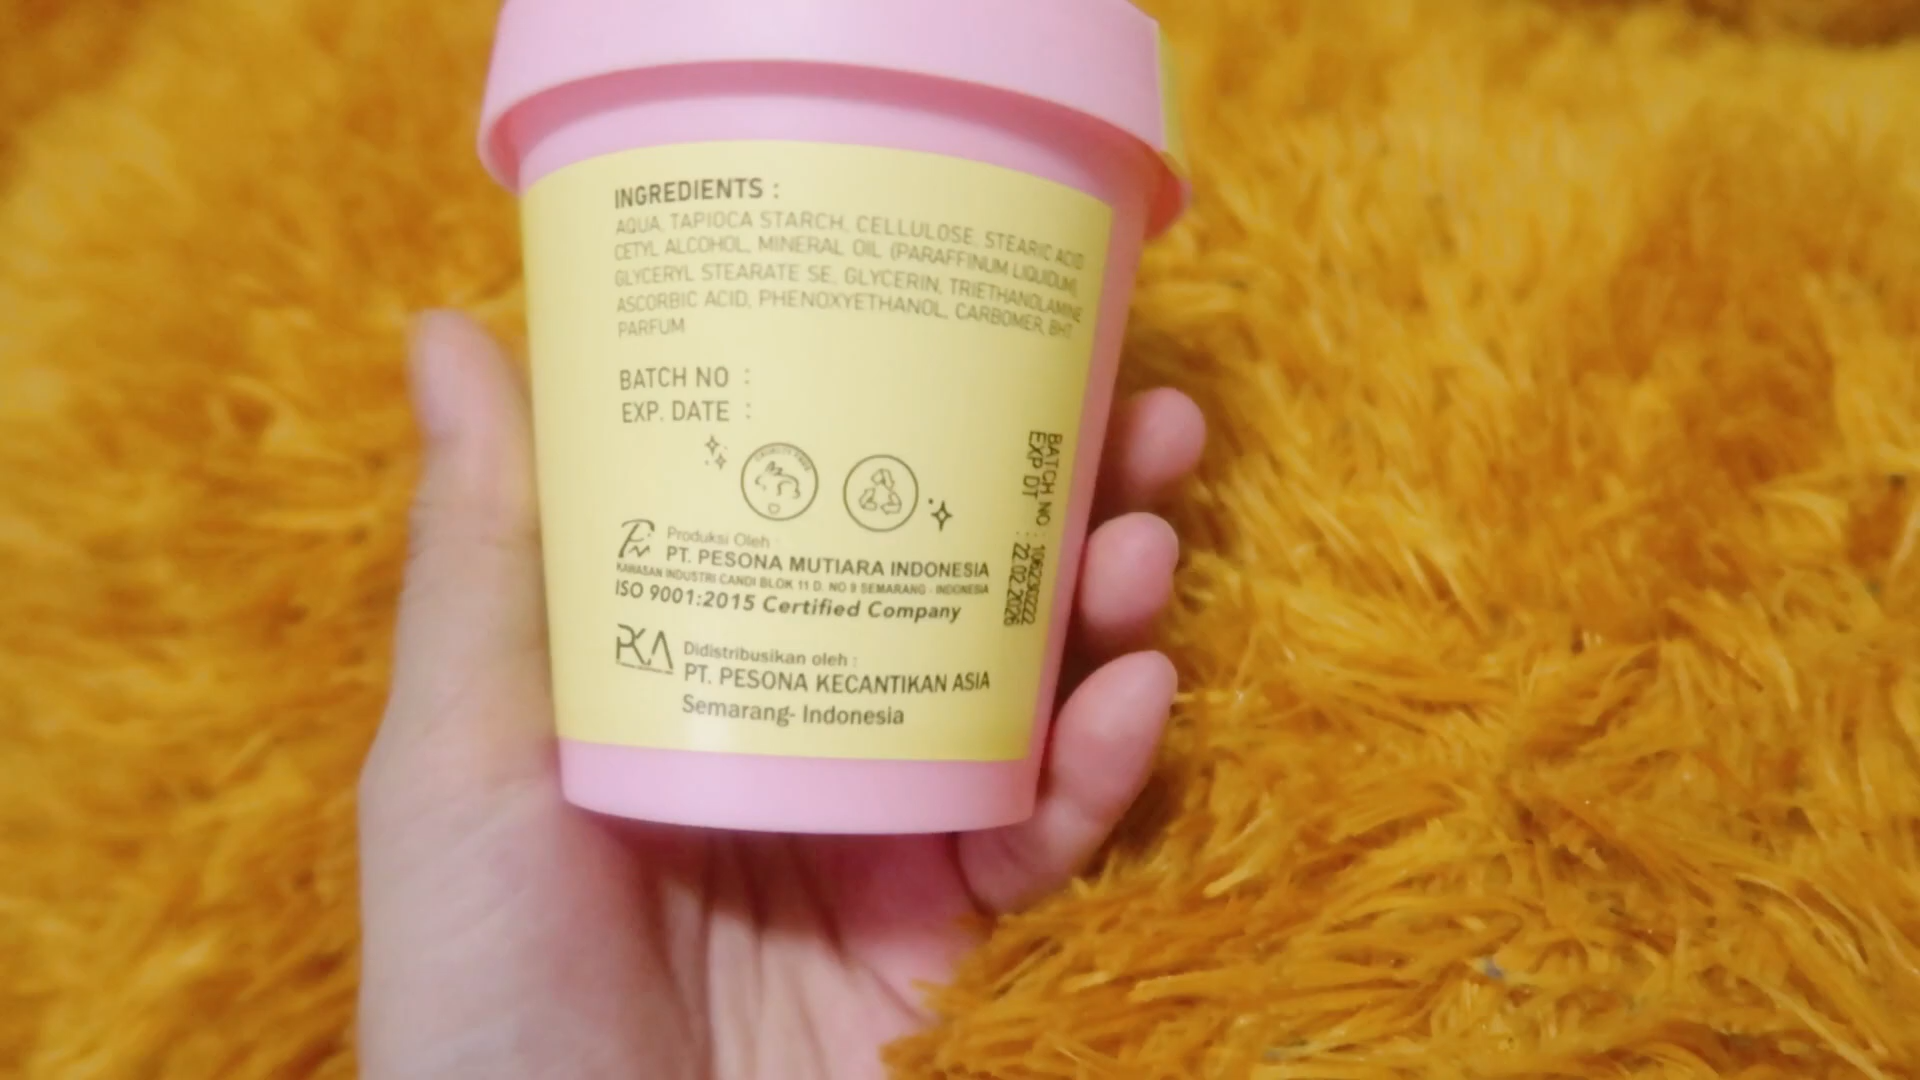 INGREDIENTS :
AQUA, TAPIOCA STARCH, CELLULOSE, STEARIC ACID
CETYL ALCOHOL, MINERAL OIL (PARAFFINUM LIQUIDUM),
GLYCERYL STEARATE SE, GLYCERIN, TRIETHANOLAMINE
ASCORBIC ACID, PHENOXYETHANOL, CARBOMER, BHT
PARFUM
BATCH NO :
EXP. DATE :
CRUELTY FREE
Produksi Oleh :
PT. PESONA MUTIARA INDONESIA
KAWASAN INDUSTRI CANDI BLOK 11 D. NO 9 SEMARANG - INDONESIA
ISO 9001:2015 Certified Company
PKA
Didistribusikan oleh :
PT. PESONA KECANTIKAN ASIA
Semarang- Indonesia
BATCH NO :
EXP DT : 22.02.2026